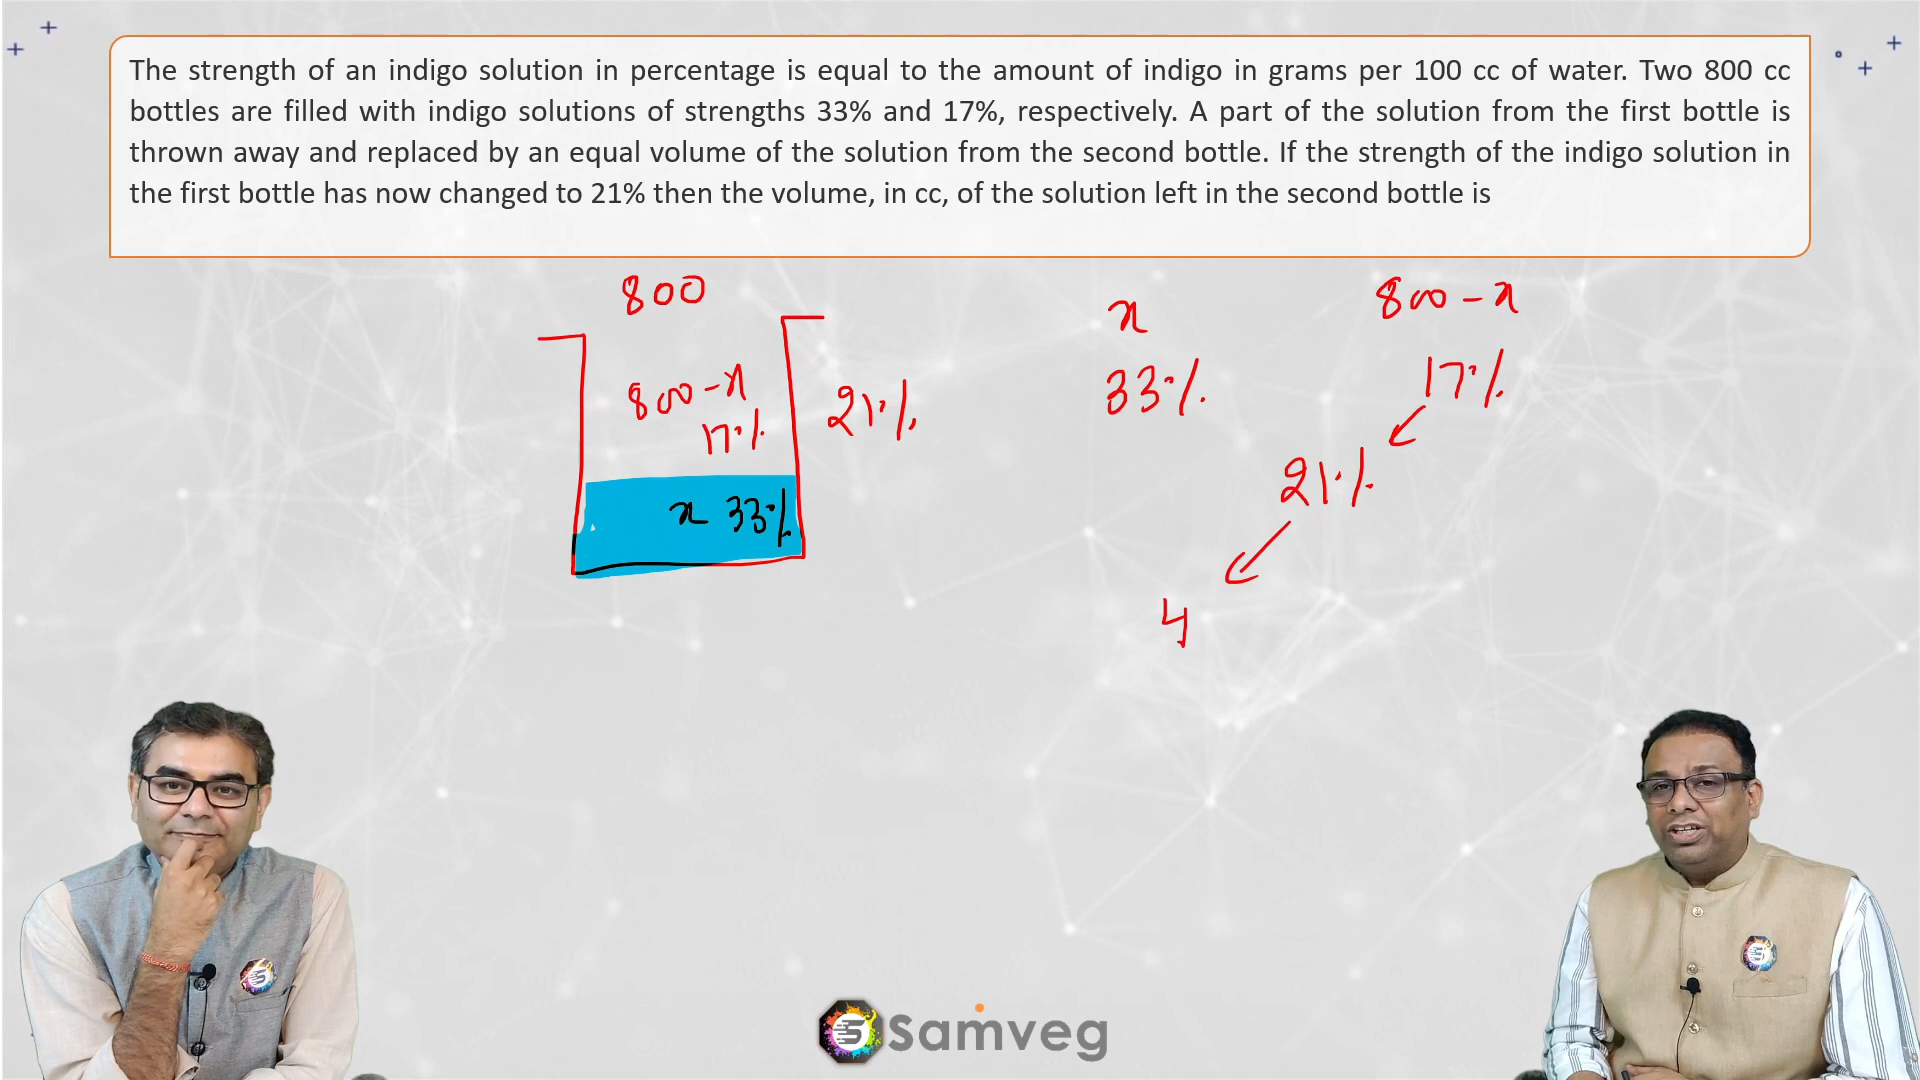 The strength of an indigo solution in percentage is equal to the amount of indigo in grams per 100 cc of water. Two 800 cc
bottles are filled with indigo solutions of strengths 33% and 17%, respectively. A part of the solution from the first bottle is
thrown away and replaced by an equal volume of the solution from the second bottle. If the strength of the indigo solution in
the first bottle has now changed to 21% then the volume, in cc, of the solution left in the second bottle is
800
800-x
17%
21%
x 33%
x
800-x
33%
17%
21%
4
Samveg